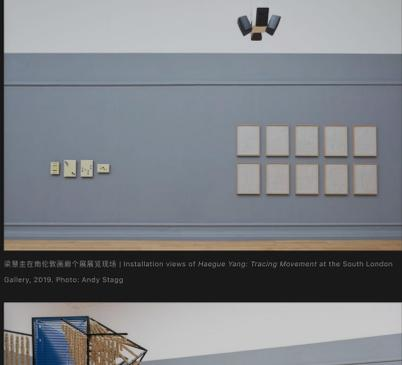 梁慧圭在南伦敦画廊个展展览现场 | Installation views of Haegue Yang: Tracing Movement at the South London
Gallery, 2019. Photo: Andy Stagg